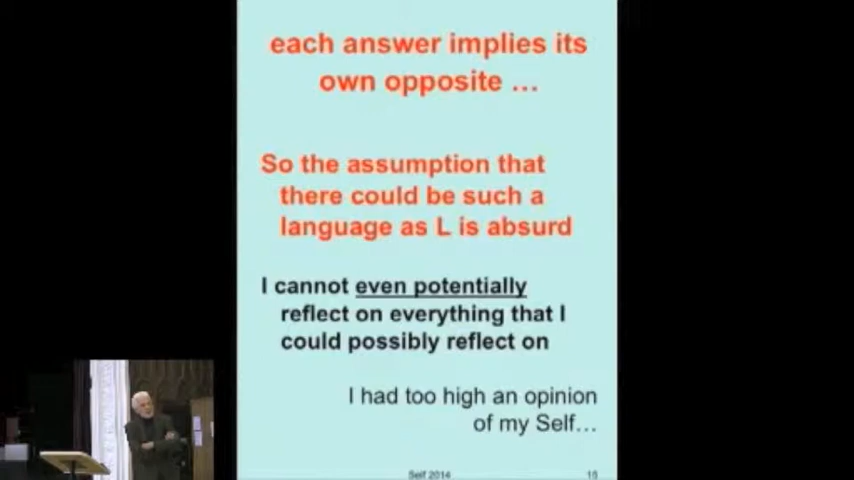 each answer implies its
own opposite …
So the assumption that
there could be such a
language as L is absurd
I cannot even potentially
reflect on everything that I
could possibly reflect on
I had too high an opinion
of my Self…
Self 2014
15